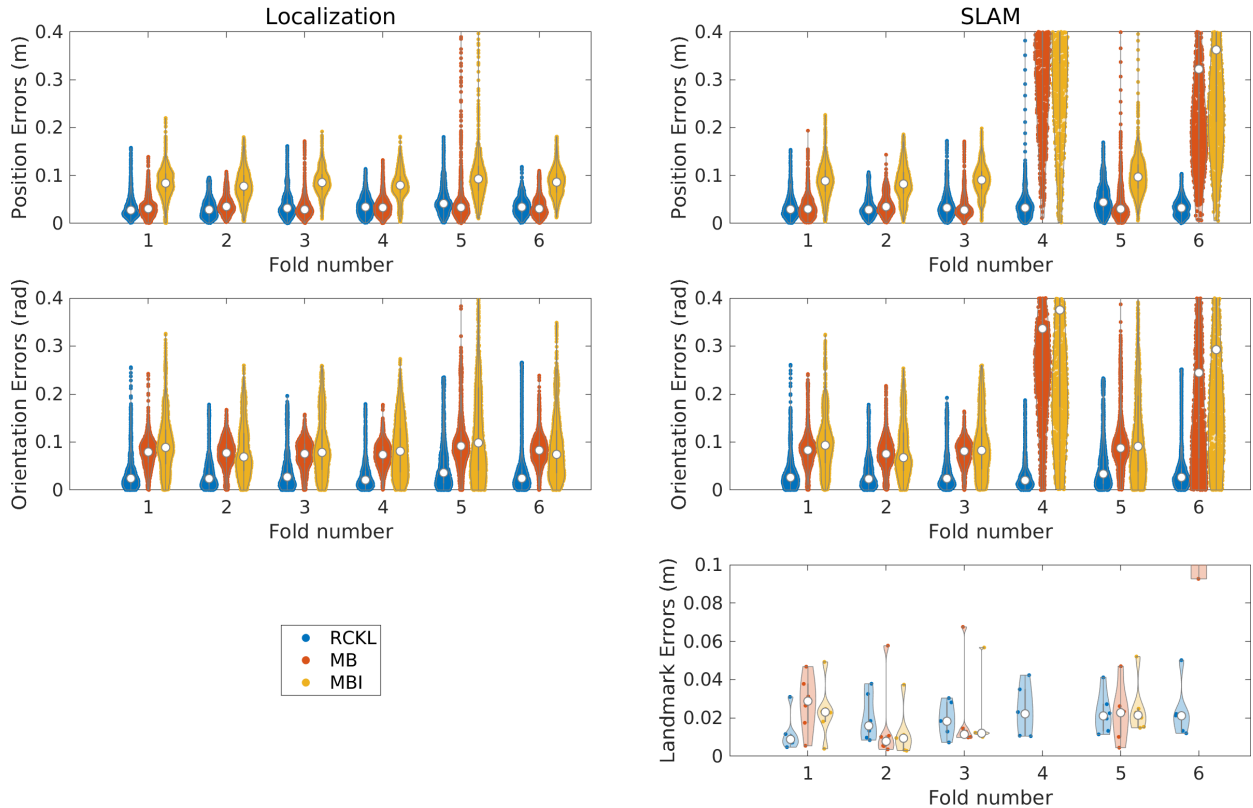 Localization
Position Errors (m)
0.4
0.3
0.2
0.1
0
1 2 3 4 5 6
Fold number
SLAM
Position Errors (m)
0.4
0.3
0.2
0.1
0
1 2 3 4 5 6
Fold number
Orientation Errors (rad)
0.4
0.3
0.2
0.1
0
1 2 3 4 5 6
Fold number
Orientation Errors (rad)
0.4
0.3
0.2
0.1
0
1 2 3 4 5 6
Fold number
RCKL
MB
MBI
Landmark Errors (m)
0.1
0.08
0.06
0.04
0.02
0
1 2 3 4 5 6
Fold number